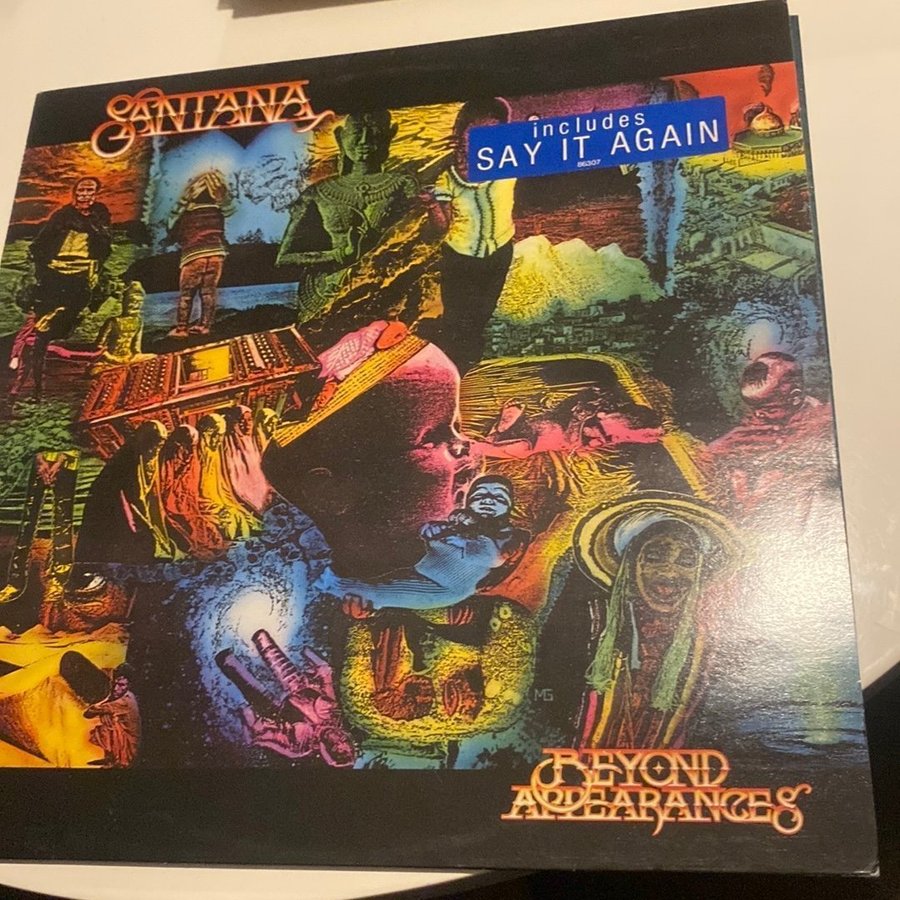 SANTANA
includes
SAY IT AGAIN
86307
MG
BEYOND
APPEARANCES